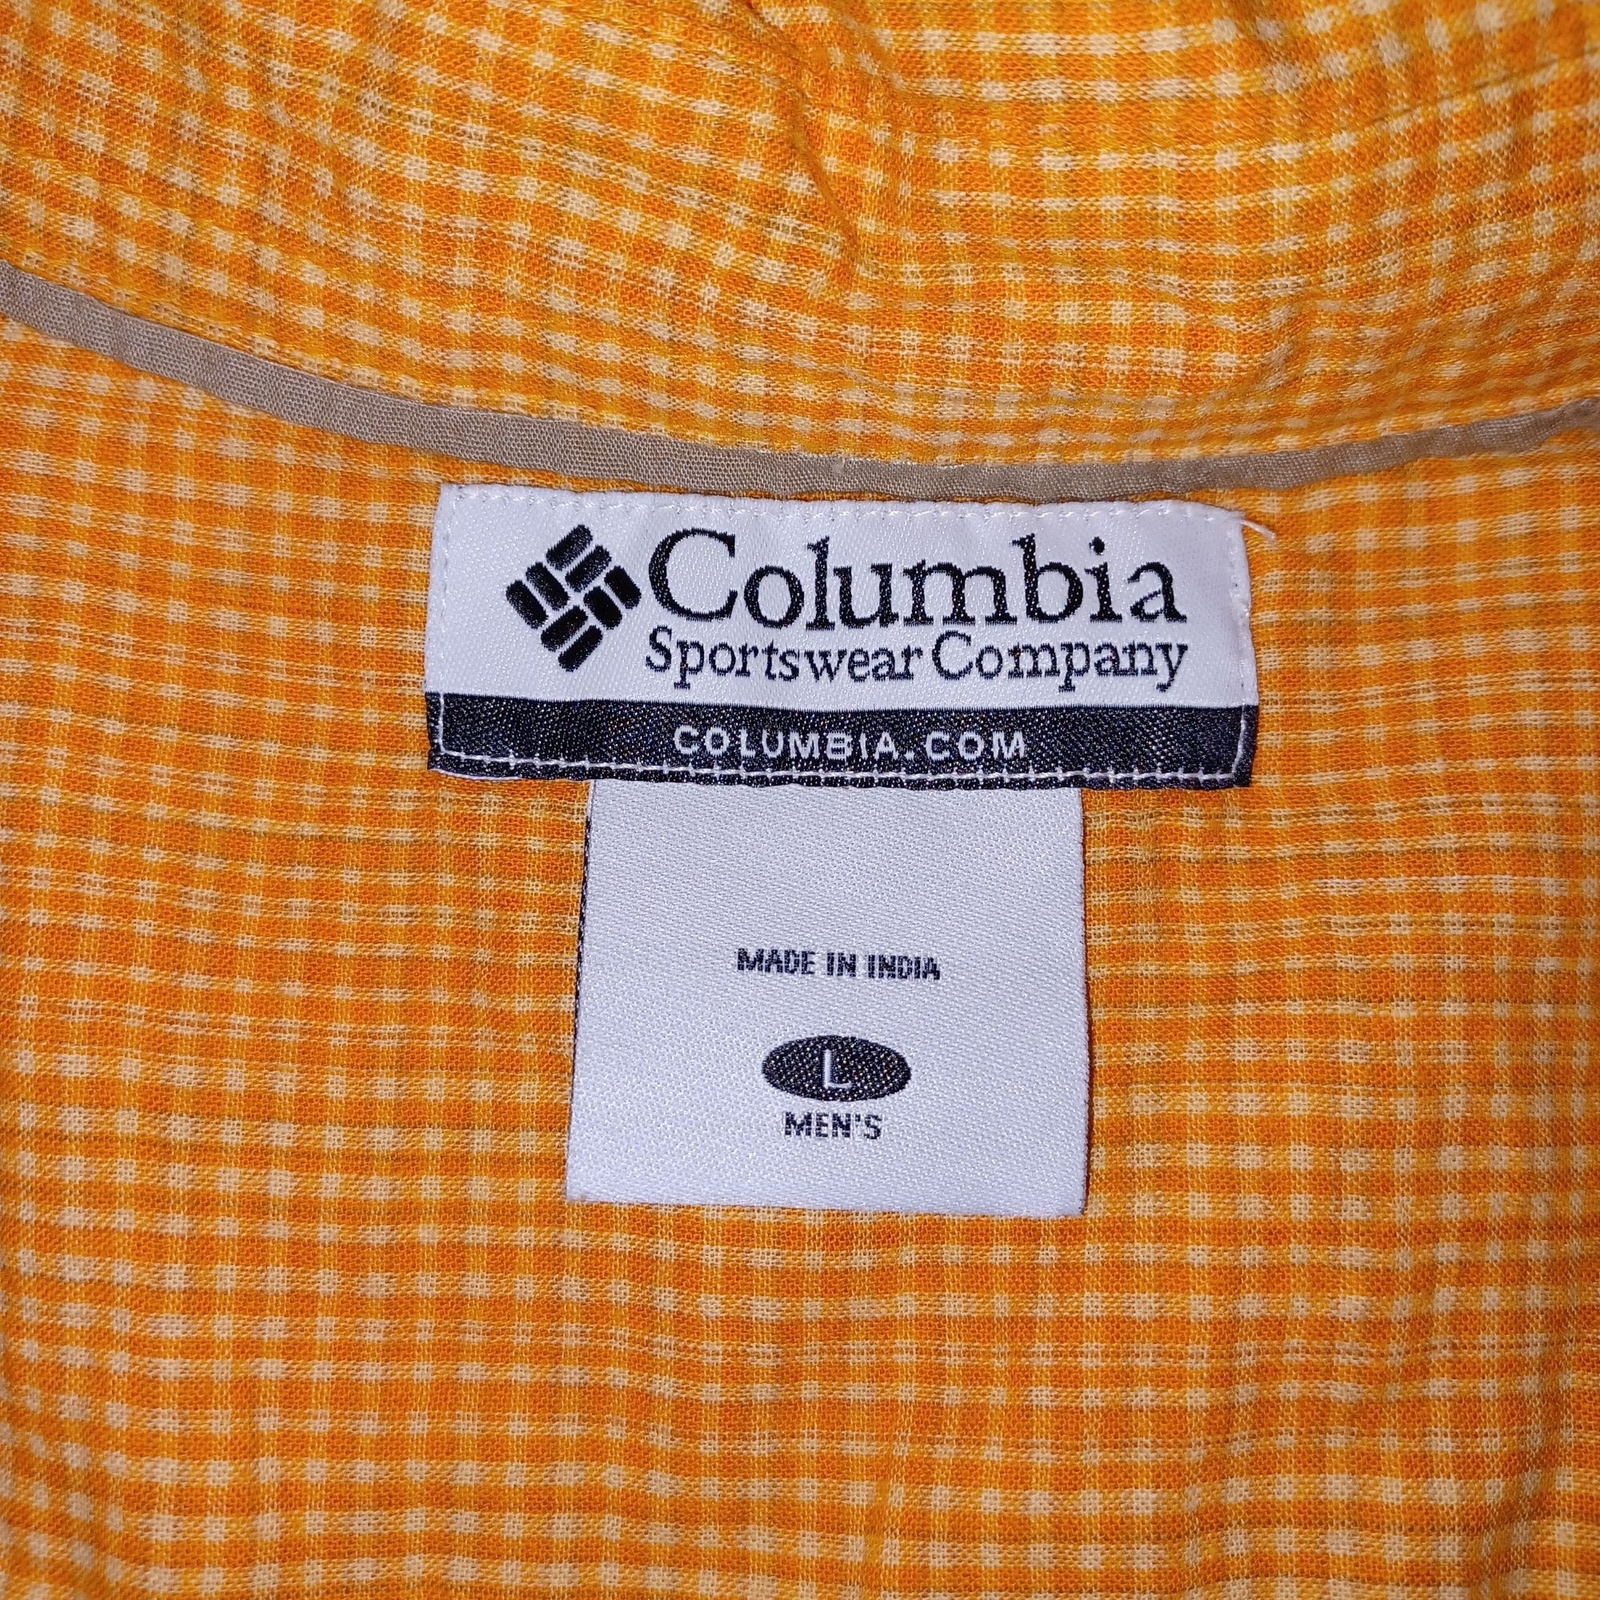 Columbia
Sportswear Company
COLUMBIA.COM
MADE IN INDIA
L
MEN'S